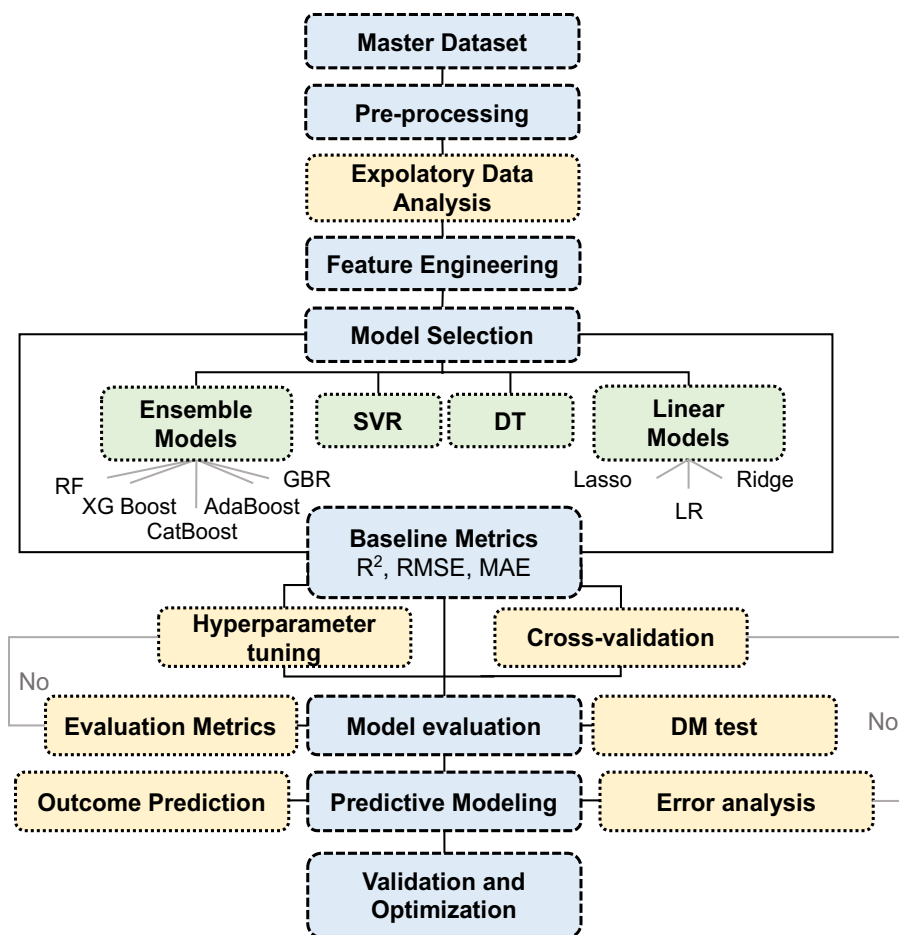 Master Dataset
Pre-processing
Expolatory Data
Analysis
Feature Engineering
Model Selection
Ensemble
Models
SVR
DT
Linear
Models
RF
XG Boost
CatBoost
AdaBoost
GBR
Lasso
LR
Ridge
Baseline Metrics
R², RMSE, MAE
Hyperparameter
tuning
Cross-validation
No
No
Evaluation Metrics
Model evaluation
DM test
Outcome Prediction
Predictive Modeling
Error analysis
Validation and
Optimization